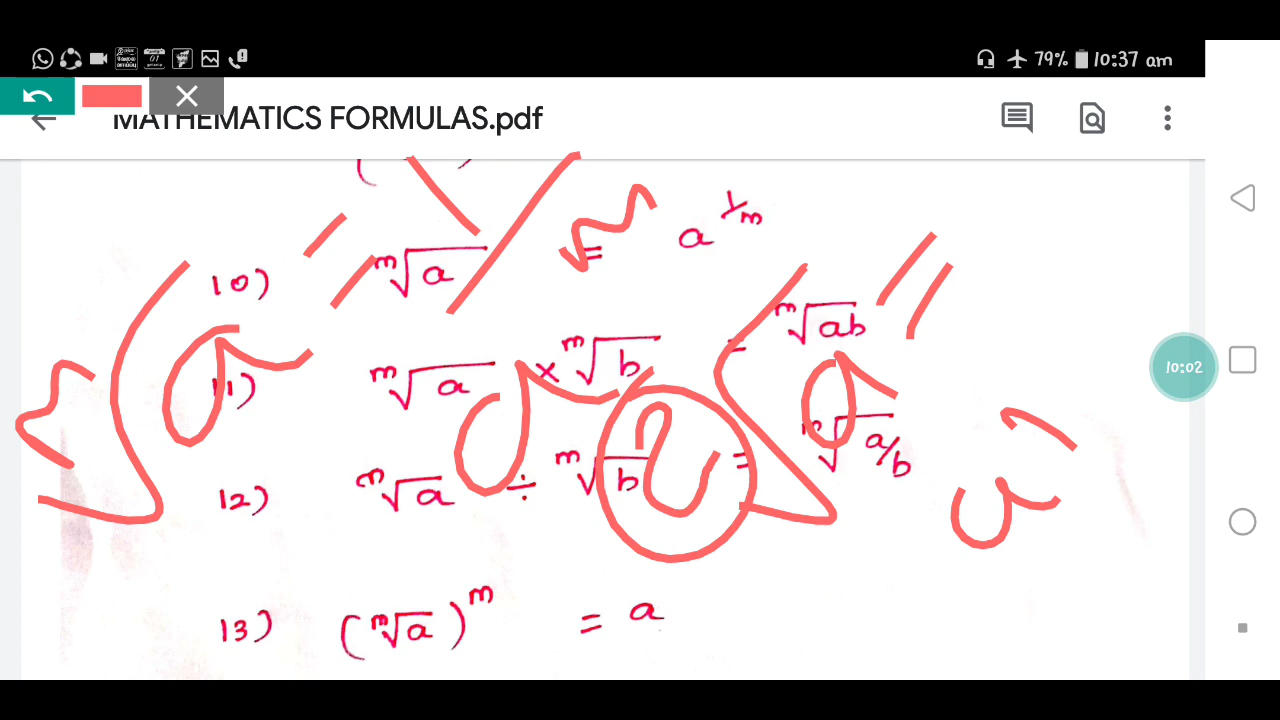 79% 10:37 am
MATHEMATICS FORMULAS.pdf
10) ᵐ√a = a^1/m
11) ᵐ√a × ᵐ√b = ᵐ√ab
12) ᵐ√a ÷ ᵐ√b = ᵐ√a/b
13) (ᵐ√a)ᵐ = a
10:02